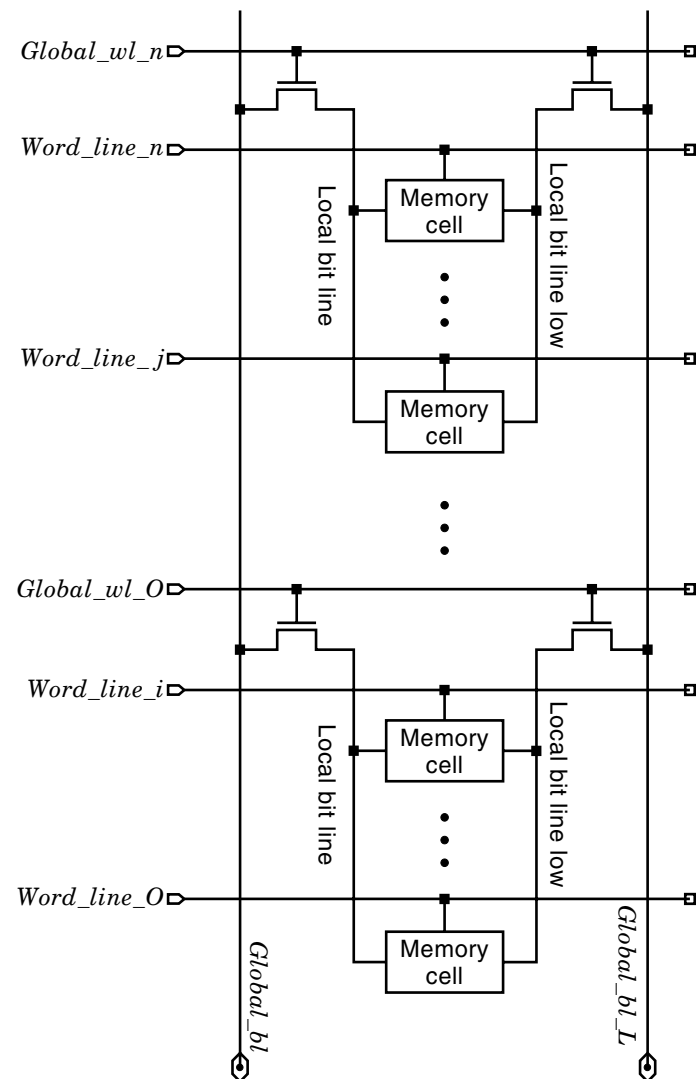 Global_wl_n
Word_line_n
Local bit line
Memory
cell
Local bit line low
Word_line_j
Memory
cell
Global_wl_O
Word_line_i
Local bit line
Memory
cell
Local bit line low
Word_line_O
Memory
cell
Global_bl
Global_bl_L